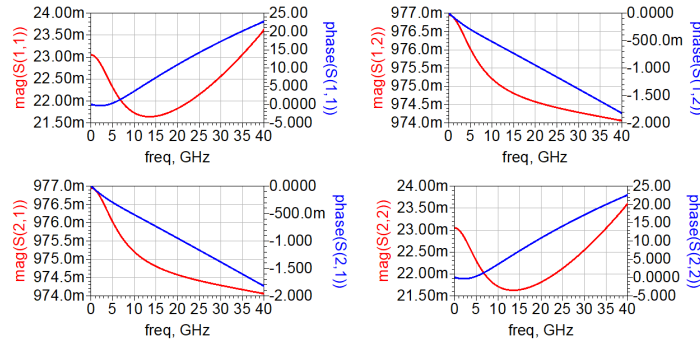 mag(S(1,1))
24.00m
23.50m
23.00m
22.50m
22.00m
21.50m
25.00
20.00
15.00
10.00
5.000
0.0000
-5.000
phase(S(1,1))
0 5 10 15 20 25 30 35 40
freq, GHz
mag(S(1,2))
977.0m
976.5m
976.0m
975.5m
975.0m
974.5m
974.0m
0.0000
-500.0m
-1.000
-1.500
-2.000
phase(S(1,2))
0 5 10 15 20 25 30 35 40
freq, GHz
mag(S(2,1))
977.0m
976.5m
976.0m
975.5m
975.0m
974.5m
974.0m
0.0000
-500.0m
-1.000
-1.500
-2.000
phase(S(2,1))
0 5 10 15 20 25 30 35 40
freq, GHz
mag(S(2,2))
24.00m
23.50m
23.00m
22.50m
22.00m
21.50m
25.00
20.00
15.00
10.00
5.000
0.0000
-5.000
phase(S(2,2))
0 5 10 15 20 25 30 35 40
freq, GHz